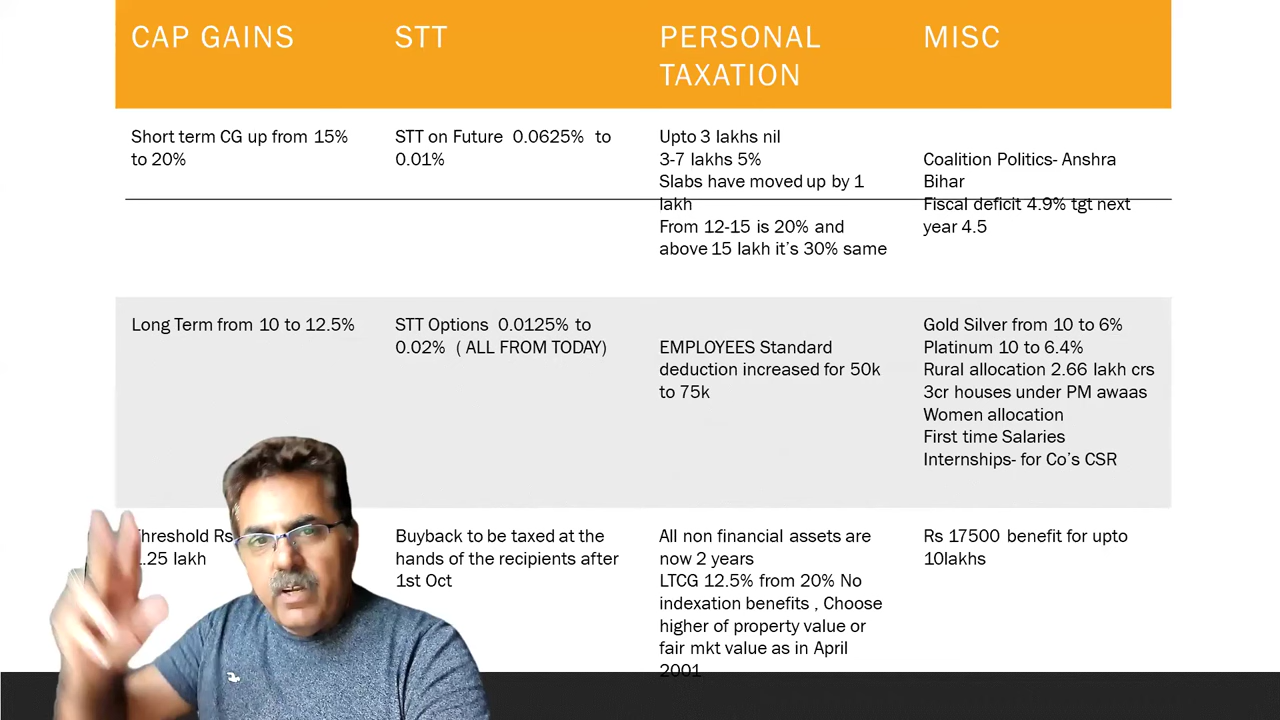 CAP GAINS
STT
PERSONAL
TAXATION
MISC
Short term CG up from 15%
to 20%
STT on Future 0.0625% to
0.01%
Upto 3 lakhs nil
3-7 lakhs 5%
Slabs have moved up by 1
lakh
From 12-15 is 20% and
above 15 lakh it's 30% same
Coalition Politics- Anshra
Bihar
Fiscal deficit 4.9% tgt next
year 4.5
Long Term from 10 to 12.5%
STT Options 0.0125% to
0.02% ( ALL FROM TODAY)
EMPLOYEES Standard
deduction increased for 50k
to 75k
Gold Silver from 10 to 6%
Platinum 10 to 6.4%
Rural allocation 2.66 lakh crs
3cr houses under PM awaas
Women allocation
First time Salaries
Internships- for Co's CSR
Threshold Rs
.25 lakh
Buyback to be taxed at the
hands of the recipients after
1st Oct
All non financial assets are
now 2 years
LTCG 12.5% from 20% No
indexation benefits , Choose
higher of property value or
fair mkt value as in April
2001
Rs 17500 benefit for upto
10lakhs